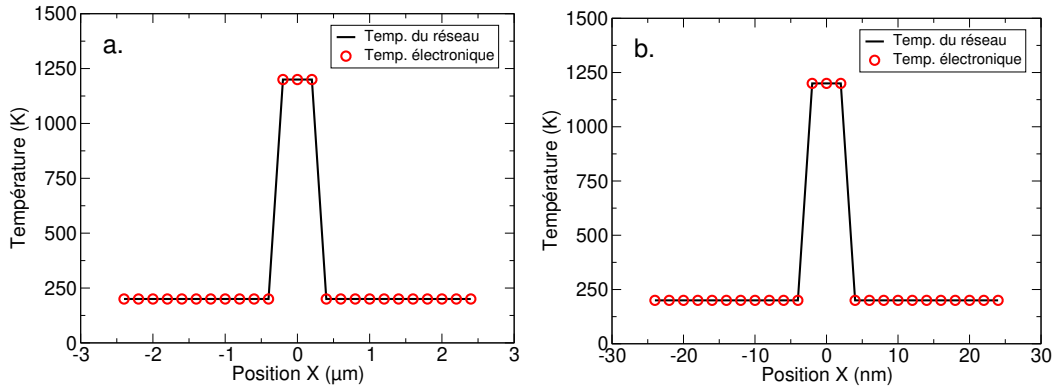 a.
Temp. du réseau
Temp. électronique
Température (K)
1500
1250
1000
750
500
250
0
-3
-2
-1
0
1
2
3
Position X (µm)
b.
Temp. du réseau
Temp. électronique
Température (K)
1500
1250
1000
750
500
250
0
-30
-20
-10
0
10
20
30
Position X (nm)